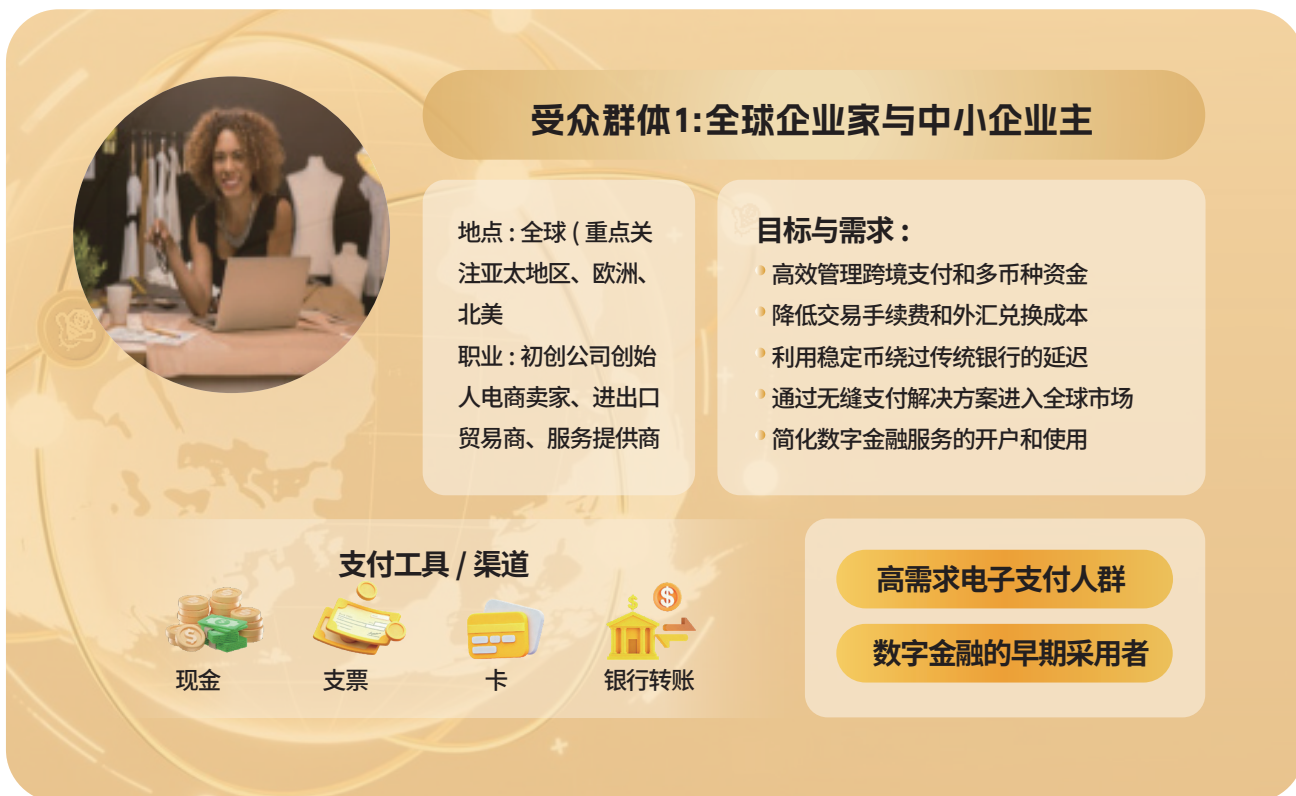 受众群体1:全球企业家与中小企业主
地点 : 全球 ( 重点关
注亚太地区、欧洲、
北美
职业 : 初创公司创始
人电商卖家、进出口
贸易商、服务提供商
目标与需求 :
高效管理跨境支付和多币种资金
降低交易手续费和外汇兑换成本
利用稳定币绕过传统银行的延迟
通过无缝支付解决方案进入全球市场
简化数字金融服务的开户和使用
支付工具 / 渠道
现金
支票
卡
银行转账
高需求电子支付人群
数字金融的早期采用者